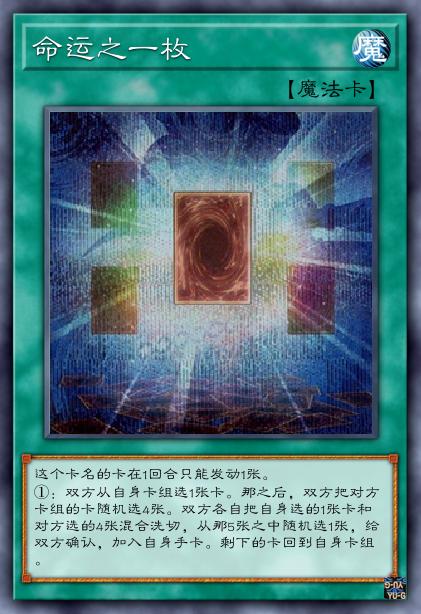 命运之一枚
魔
【魔法卡】
这个卡名的卡在1回合只能发动1张。
①：双方从自身卡组选1张卡。那之后，双方把对方
卡组的卡随机选4张。双方各自把自身选的1张卡和
对方选的4张混合洗切，从那5张之中随机选1张，给
双方确认，加入自身手卡。剩下的卡回到自身卡组
。